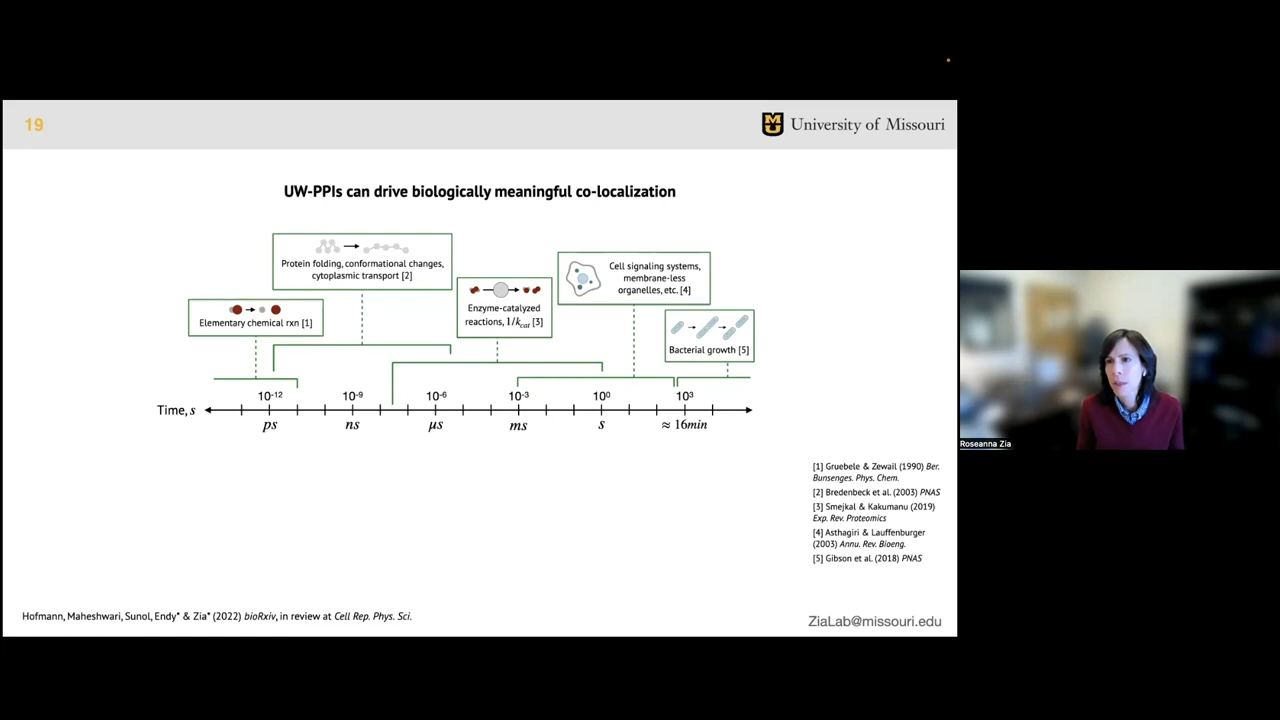 19
University of Missouri
UW-PPIs can drive biologically meaningful co-localization
Protein folding, conformational changes,
cytoplasmic transport [2]
Cell signaling systems,
membrane-less
organelles, etc. [4]
Enzyme-catalyzed
reactions, 1/k_cat [3]
Elementary chemical rxn [1]
Bacterial growth [5]
10⁻¹² 10⁻⁹ 10⁻⁶ 10⁻³ 10⁰ 10³
Time, s
ps ns μs ms s ≈ 16min
Roseanna Zia
[1] Gruebele & Zewail (1990) Ber.
Bunsenges. Phys. Chem.
[2] Bredenbeck et al. (2003) PNAS
[3] Smejkal & Kakumanu (2019)
Exp. Rev. Proteomics
[4] Asthagiri & Lauffenburger
(2003) Annu. Rev. Bioeng.
[5] Gibson et al. (2018) PNAS
Hofmann, Maheshwari, Sunol, Endy* & Zia* (2022) bioRxiv, in review at Cell Rep. Phys. Sci.
ZiaLab@missouri.edu